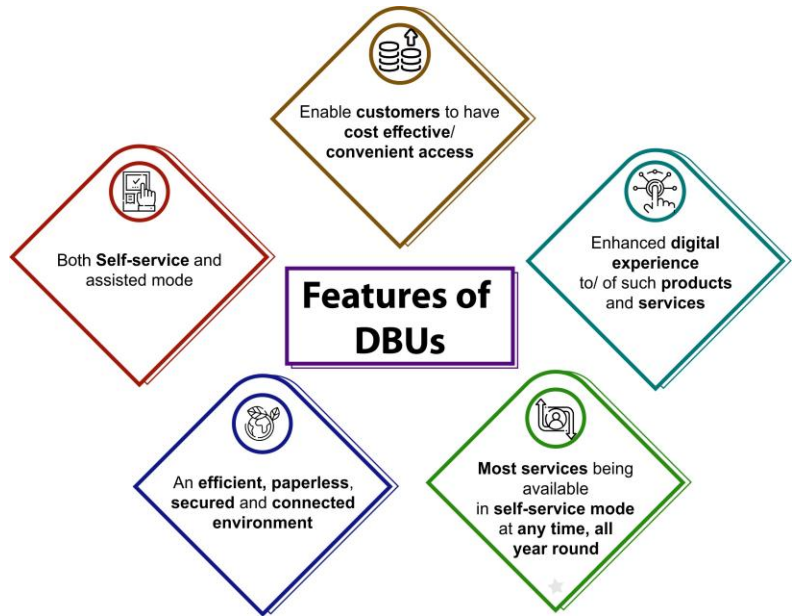 Enable customers to have
cost effective/
convenient access
Both Self-service and
assisted mode
Enhanced digital
experience
to/ of such products
and services
Features of
DBUs
An efficient, paperless,
secured and connected
environment
Most services being
available
in self-service mode
at any time, all
year round